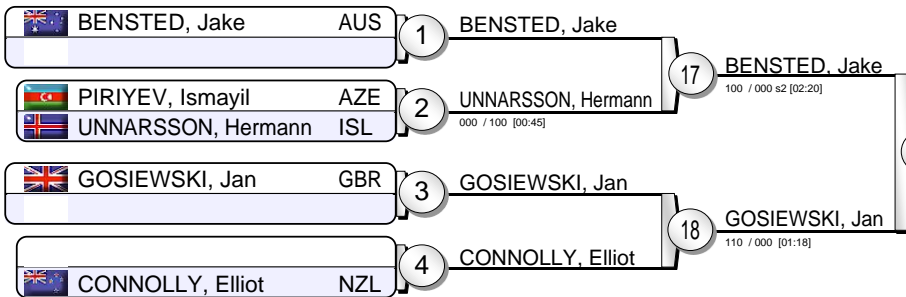 BENSTED, Jake AUS
1
BENSTED, Jake
17
BENSTED, Jake
100 / 000 s2 [02:20]
PIRIYEV, Ismayil AZE
UNNARSSON, Hermann ISL
2
UNNARSSON, Hermann
000 / 100 [00:45]
GOSIEWSKI, Jan GBR
3
GOSIEWSKI, Jan
18
GOSIEWSKI, Jan
110 / 000 [01:18]
CONNOLLY, Elliot NZL
4
CONNOLLY, Elliot